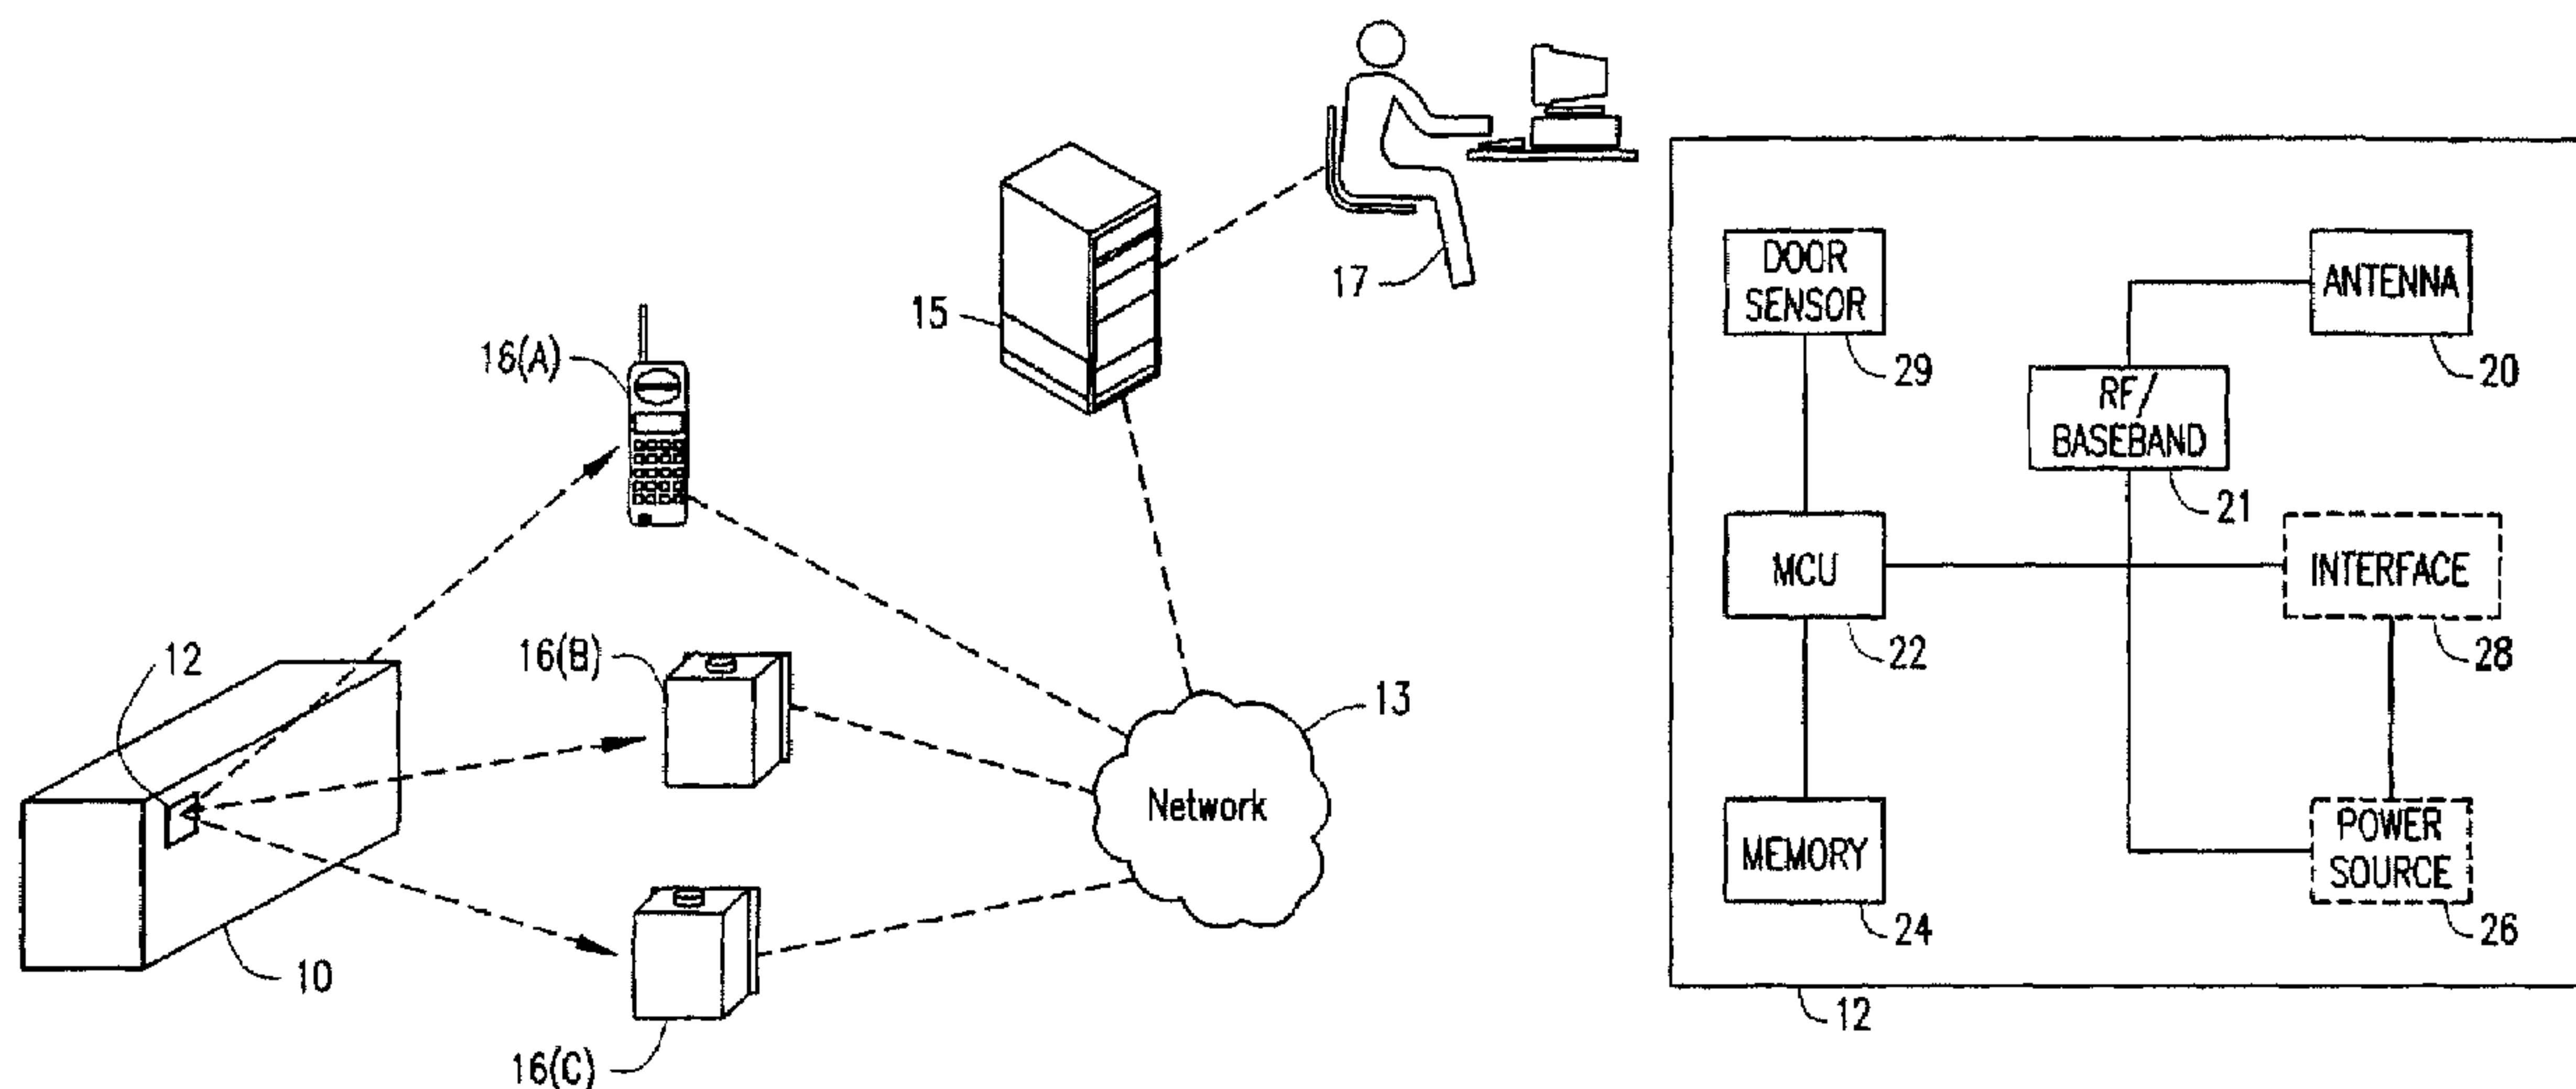 17
15
16(A)
12
16(B)
13
Network
10
16(C)
DOOR
SENSOR
29
ANTENNA
20
RF/
BASEBAND
21
MCU
22
INTERFACE
28
MEMORY
24
POWER
SOURCE
26
12